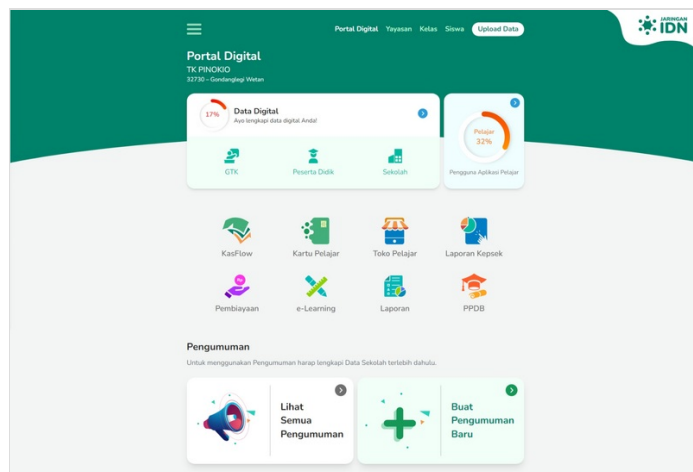 Portal Digital Yayasan Kelas Siswa Upload Data
JARINGAN
IDN
Portal Digital
TK PINOKIO
32730 – Gondanglegi Wetan
17%
Data Digital
Ayo lengkapi data digital Anda!
GTK Peserta Didik Sekolah
Pelajar
32%
Pengguna Aplikasi Pelajar
KasFlow Kartu Pelajar Toko Pelajar Laporan Kepsek
Pembiayaan e-Learning Laporan PPDB
Pengumuman
Untuk menggunakan Pengumuman harap lengkapi Data Sekolah terlebih dahulu.
Lihat
Semua
Pengumuman
Buat
Pengumuman
Baru